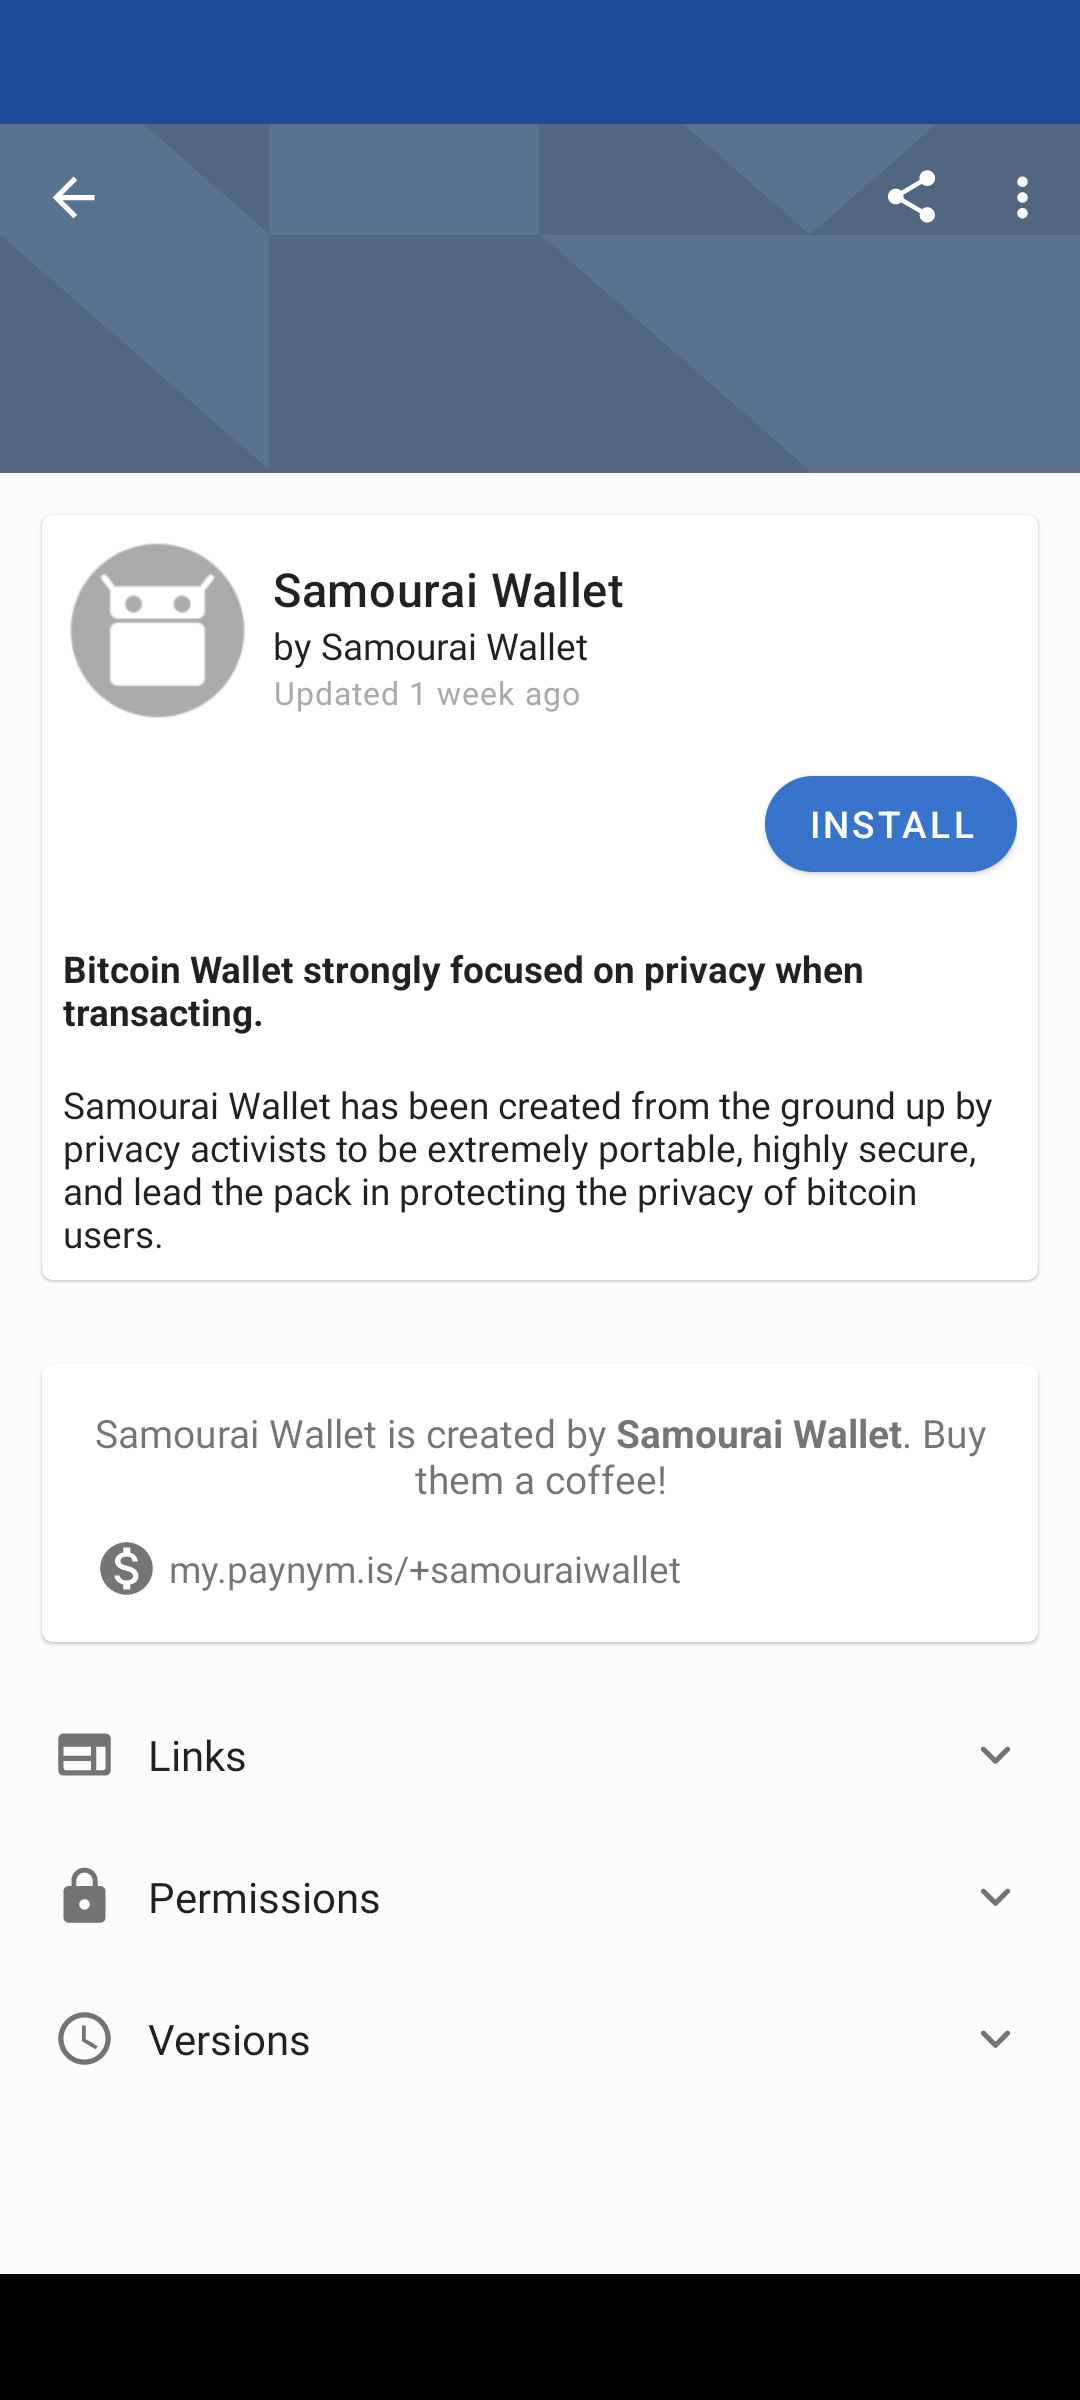 Samourai Wallet
by Samourai Wallet
Updated 1 week ago
INSTALL
Bitcoin Wallet strongly focused on privacy when
transacting.
Samourai Wallet has been created from the ground up by
privacy activists to be extremely portable, highly secure,
and lead the pack in protecting the privacy of bitcoin
users.
Samourai Wallet is created by Samourai Wallet. Buy
them a coffee!
my.paynym.is/+samouraiwallet
Links
Permissions
Versions